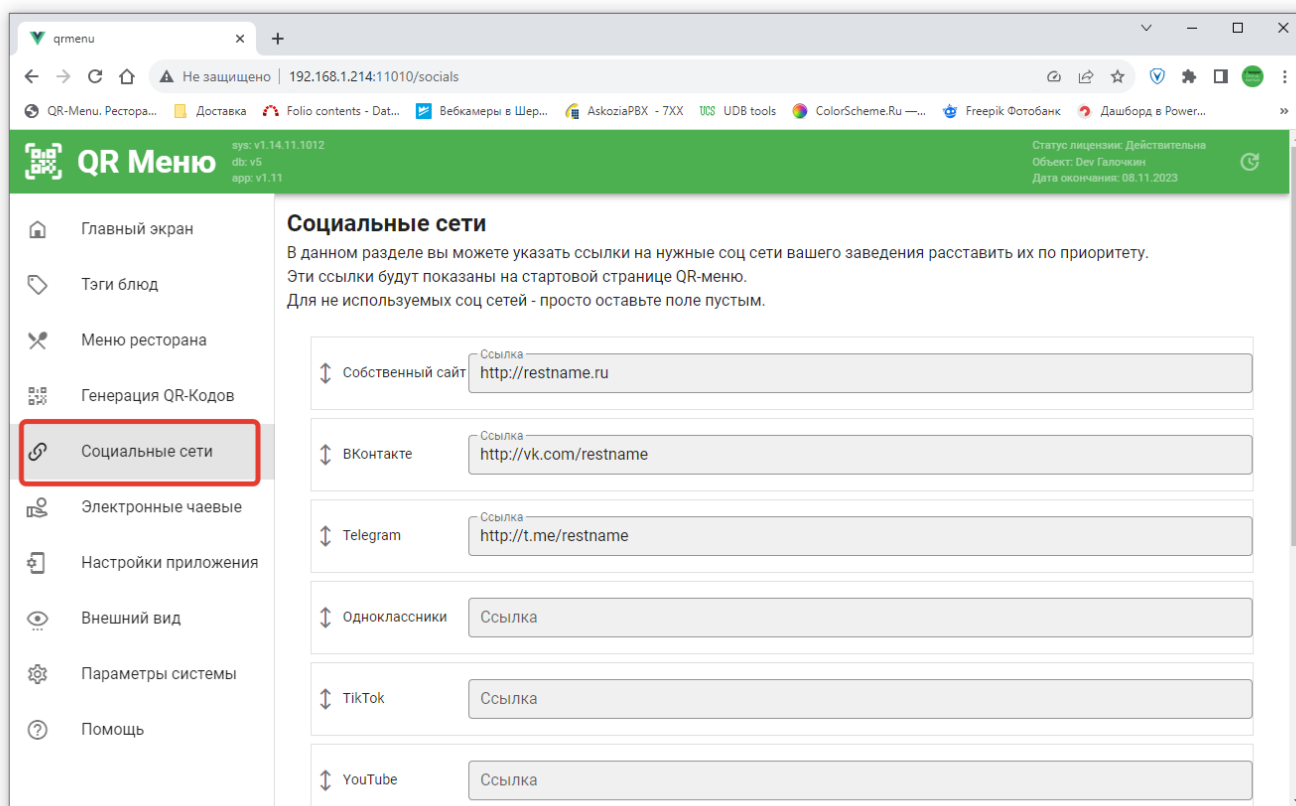 qrmenu
Не защищено 192.168.1.214:11010/socials
QR-Menu. Рестора... Доставка Folio contents - Dat... Вебкамеры в Шер... AskoziaPBX - 7XX UCS UDB tools ColorScheme.Ru —... Freepik Фотобанк Дашборд в Power... »
QR Меню
sys: v1.14.11.1012
db: v5
app: v1.11
Статус лицензии: Действительна
Объект: Dev Галочкин
Дата окончания: 08.11.2023
Главный экран
Тэги блюд
Меню ресторана
Генерация QR-Кодов
Социальные сети
Электронные чаевые
Настройки приложения
Внешний вид
Параметры системы
Помощь
Социальные сети
В данном разделе вы можете указать ссылки на нужные соц сети вашего заведения расставить их по приоритету.
Эти ссылки будут показаны на стартовой странице QR-меню.
Для не используемых соц сетей - просто оставьте поле пустым.
Ссылка
Собственный сайт http://restname.ru
Ссылка
ВКонтакте http://vk.com/restname
Ссылка
Telegram http://t.me/restname
Одноклассники Ссылка
TikTok Ссылка
YouTube Ссылка